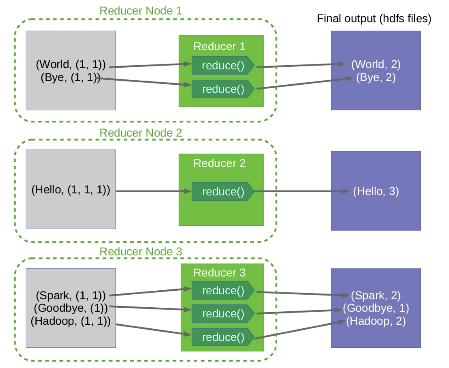 Reducer Node 1
Final output (hdfs files)
Reducer 1
(World, (1, 1))
(Bye, (1, 1))
reduce()
reduce()
(World, 2)
(Bye, 2)
Reducer Node 2
Reducer 2
(Hello, (1, 1, 1))
reduce()
(Hello, 3)
Reducer Node 3
Reducer 3
(Spark, (1, 1))
(Goodbye, (1))
(Hadoop, (1, 1))
reduce()
reduce()
reduce()
(Spark, 2)
(Goodbye, 1)
(Hadoop, 2)